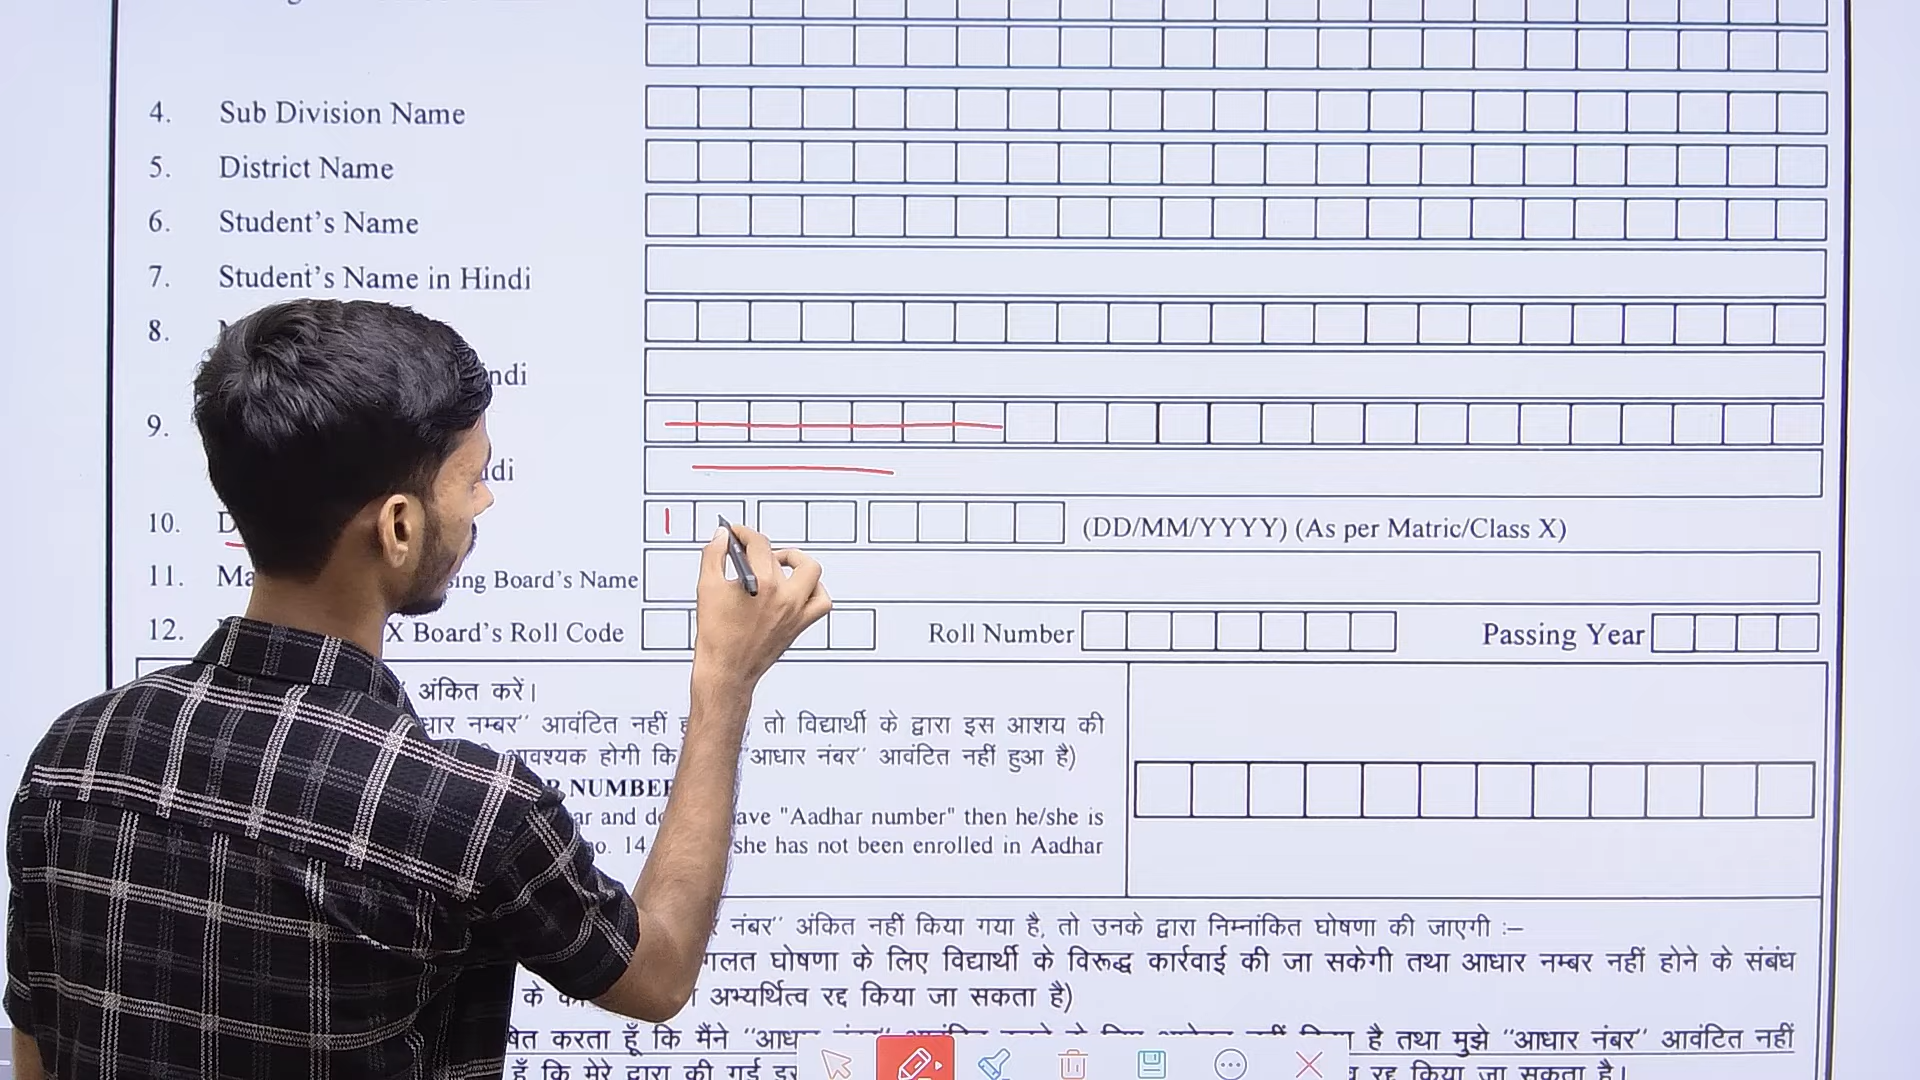 4. Sub Division Name
5. District Name
6. Student's Name
7. Student's Name in Hindi
8.
ndi
9.
di
10. D 1 (DD/MM/YYYY) (As per Matric/Class X)
11. Ma sing Board's Name
12. X Board's Roll Code Roll Number Passing Year
अंकित करें।
धार नम्बर'' आवंटित नहीं ह तो विद्यार्थी के द्वारा इस आशय की
आवश्यक होगी कि "आधार नंबर'' आवंटित नहीं हुआ है)
R NUMBER
ar and do ave "Aadhar number" then he/she is
no. 14 she has not been enrolled in Aadhar
नंबर'' अंकित नहीं किया गया है, तो उनके द्वारा निम्नांकित घोषणा की जाएगी :–
गलत घोषणा के लिए विद्यार्थी के विरूद्ध कार्रवाई की जा सकेगी तथा आधार नम्बर नहीं होने के संबंध
के अभ्यर्थित्व रद्द किया जा सकता है)
षित करता हूँ कि मैंने ''आधार है तथा मुझे ''आधार नंबर'' आवंटित नहीं
हूँ कि मेरे द्वारा की गई इस रद्द किया जा सकता है।